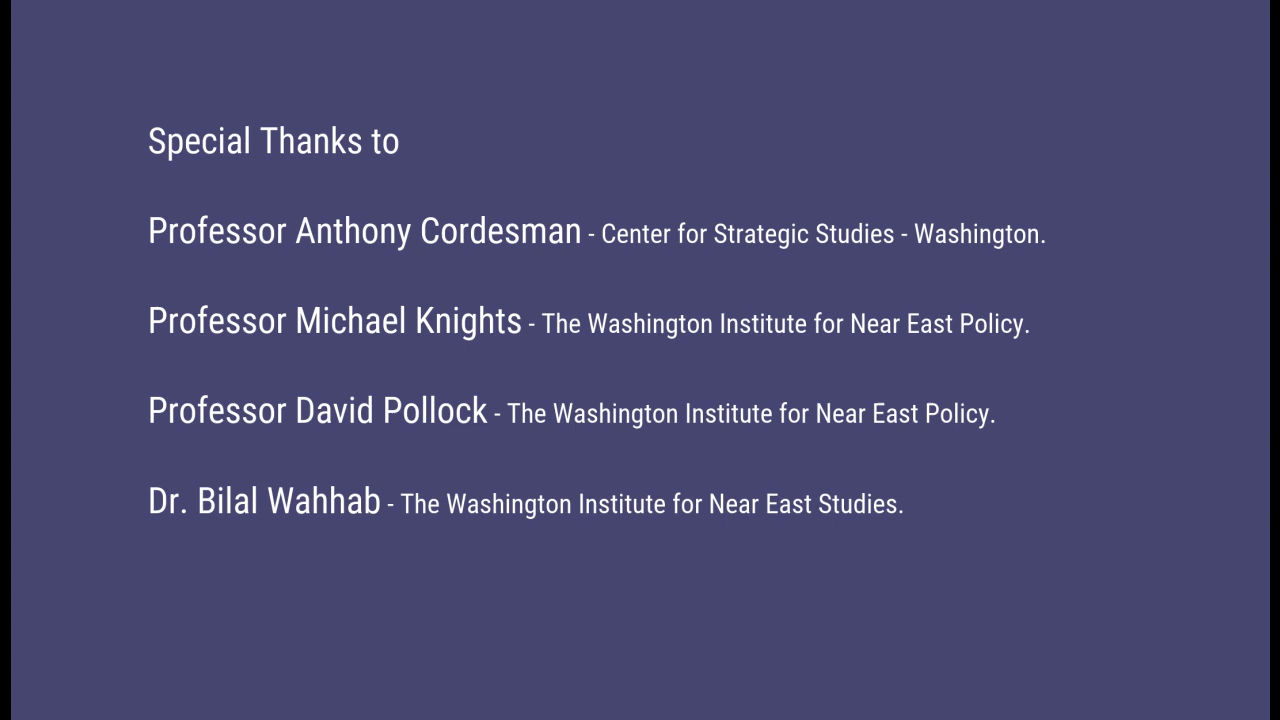 Special Thanks to
Professor Anthony Cordesman - Center for Strategic Studies - Washington.
Professor Michael Knights - The Washington Institute for Near East Policy.
Professor David Pollock - The Washington Institute for Near East Policy.
Dr. Bilal Wahhab - The Washington Institute for Near East Studies.